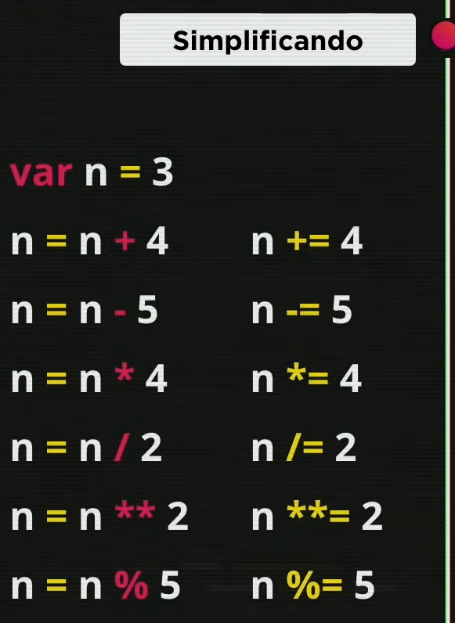 Simplificando
var n = 3
n = n + 4 n += 4
n = n - 5 n -= 5
n = n * 4 n *= 4
n = n / 2 n /= 2
n = n ** 2 n **= 2
n = n % 5 n %= 5